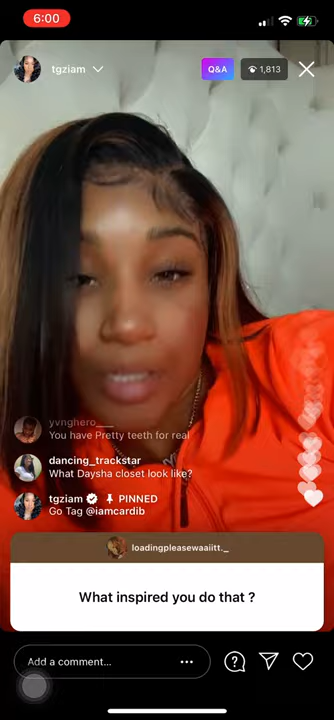 6:00
tgziam
Q&A
1,813
yvnghero___
You have Pretty teeth for real
dancing_trackstar
What Daysha closet look like?
tgziam PINNED
Go Tag @iamcardib
loadingpleasewaaiitt._
What inspired you do that ?
Add a comment...